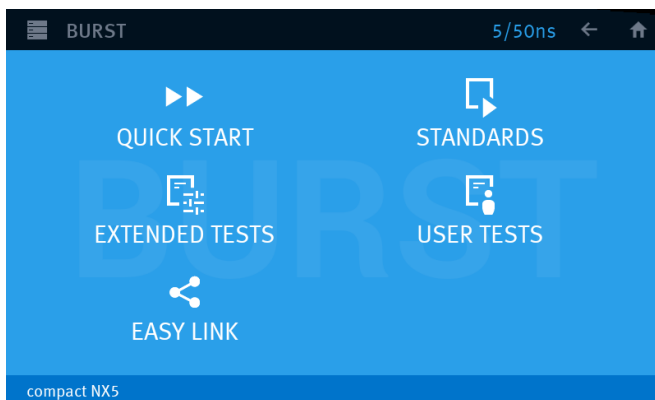 BURST 5/50ns
QUICK START STANDARDS
BURST
EXTENDED TESTS USER TESTS
EASY LINK
compact NX5